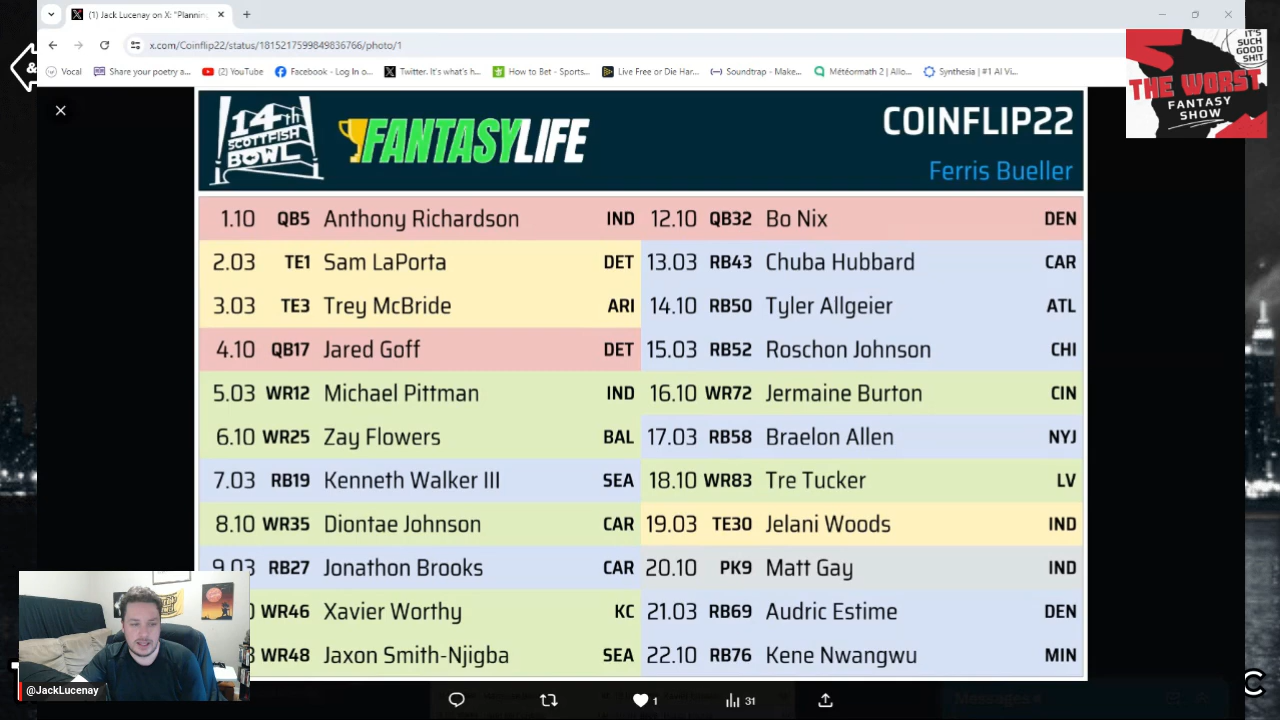 (1) Jack Lucenay on X: "Planning
x.com/Coinflip22/status/1815217599849836766/photo/1
Vocal
Share your poetry a...
(2) YouTube
Facebook - Log In o...
Twitter. It's what's h...
How to Bet - Sports...
Live Free or Die Har...
Soundtrap - Make...
Météormath 2 | Allo...
Synthesia | #1 AI Vi...
IT'S SUCH GOOD SH!T
THE WORST
FANTASY
SHOW
14th
SCOTTFISH
BOWL
FANTASYLIFE
COINFLIP22
Ferris Bueller
1.10 QB5 Anthony Richardson IND
2.03 TE1 Sam LaPorta DET
3.03 TE3 Trey McBride ARI
4.10 QB17 Jared Goff DET
5.03 WR12 Michael Pittman IND
6.10 WR25 Zay Flowers BAL
7.03 RB19 Kenneth Walker III SEA
8.10 WR35 Diontae Johnson CAR
9.03 RB27 Jonathon Brooks CAR
WR46 Xavier Worthy KC
WR48 Jaxon Smith-Njigba SEA
12.10 QB32 Bo Nix DEN
13.03 RB43 Chuba Hubbard CAR
14.10 RB50 Tyler Allgeier ATL
15.03 RB52 Roschon Johnson CHI
16.10 WR72 Jermaine Burton CIN
17.03 RB58 Braelon Allen NYJ
18.10 WR83 Tre Tucker LV
19.03 TE30 Jelani Woods IND
20.10 PK9 Matt Gay IND
21.03 RB69 Audric Estime DEN
22.10 RB76 Kene Nwangwu MIN
@JackLucenay
1
31
Messages